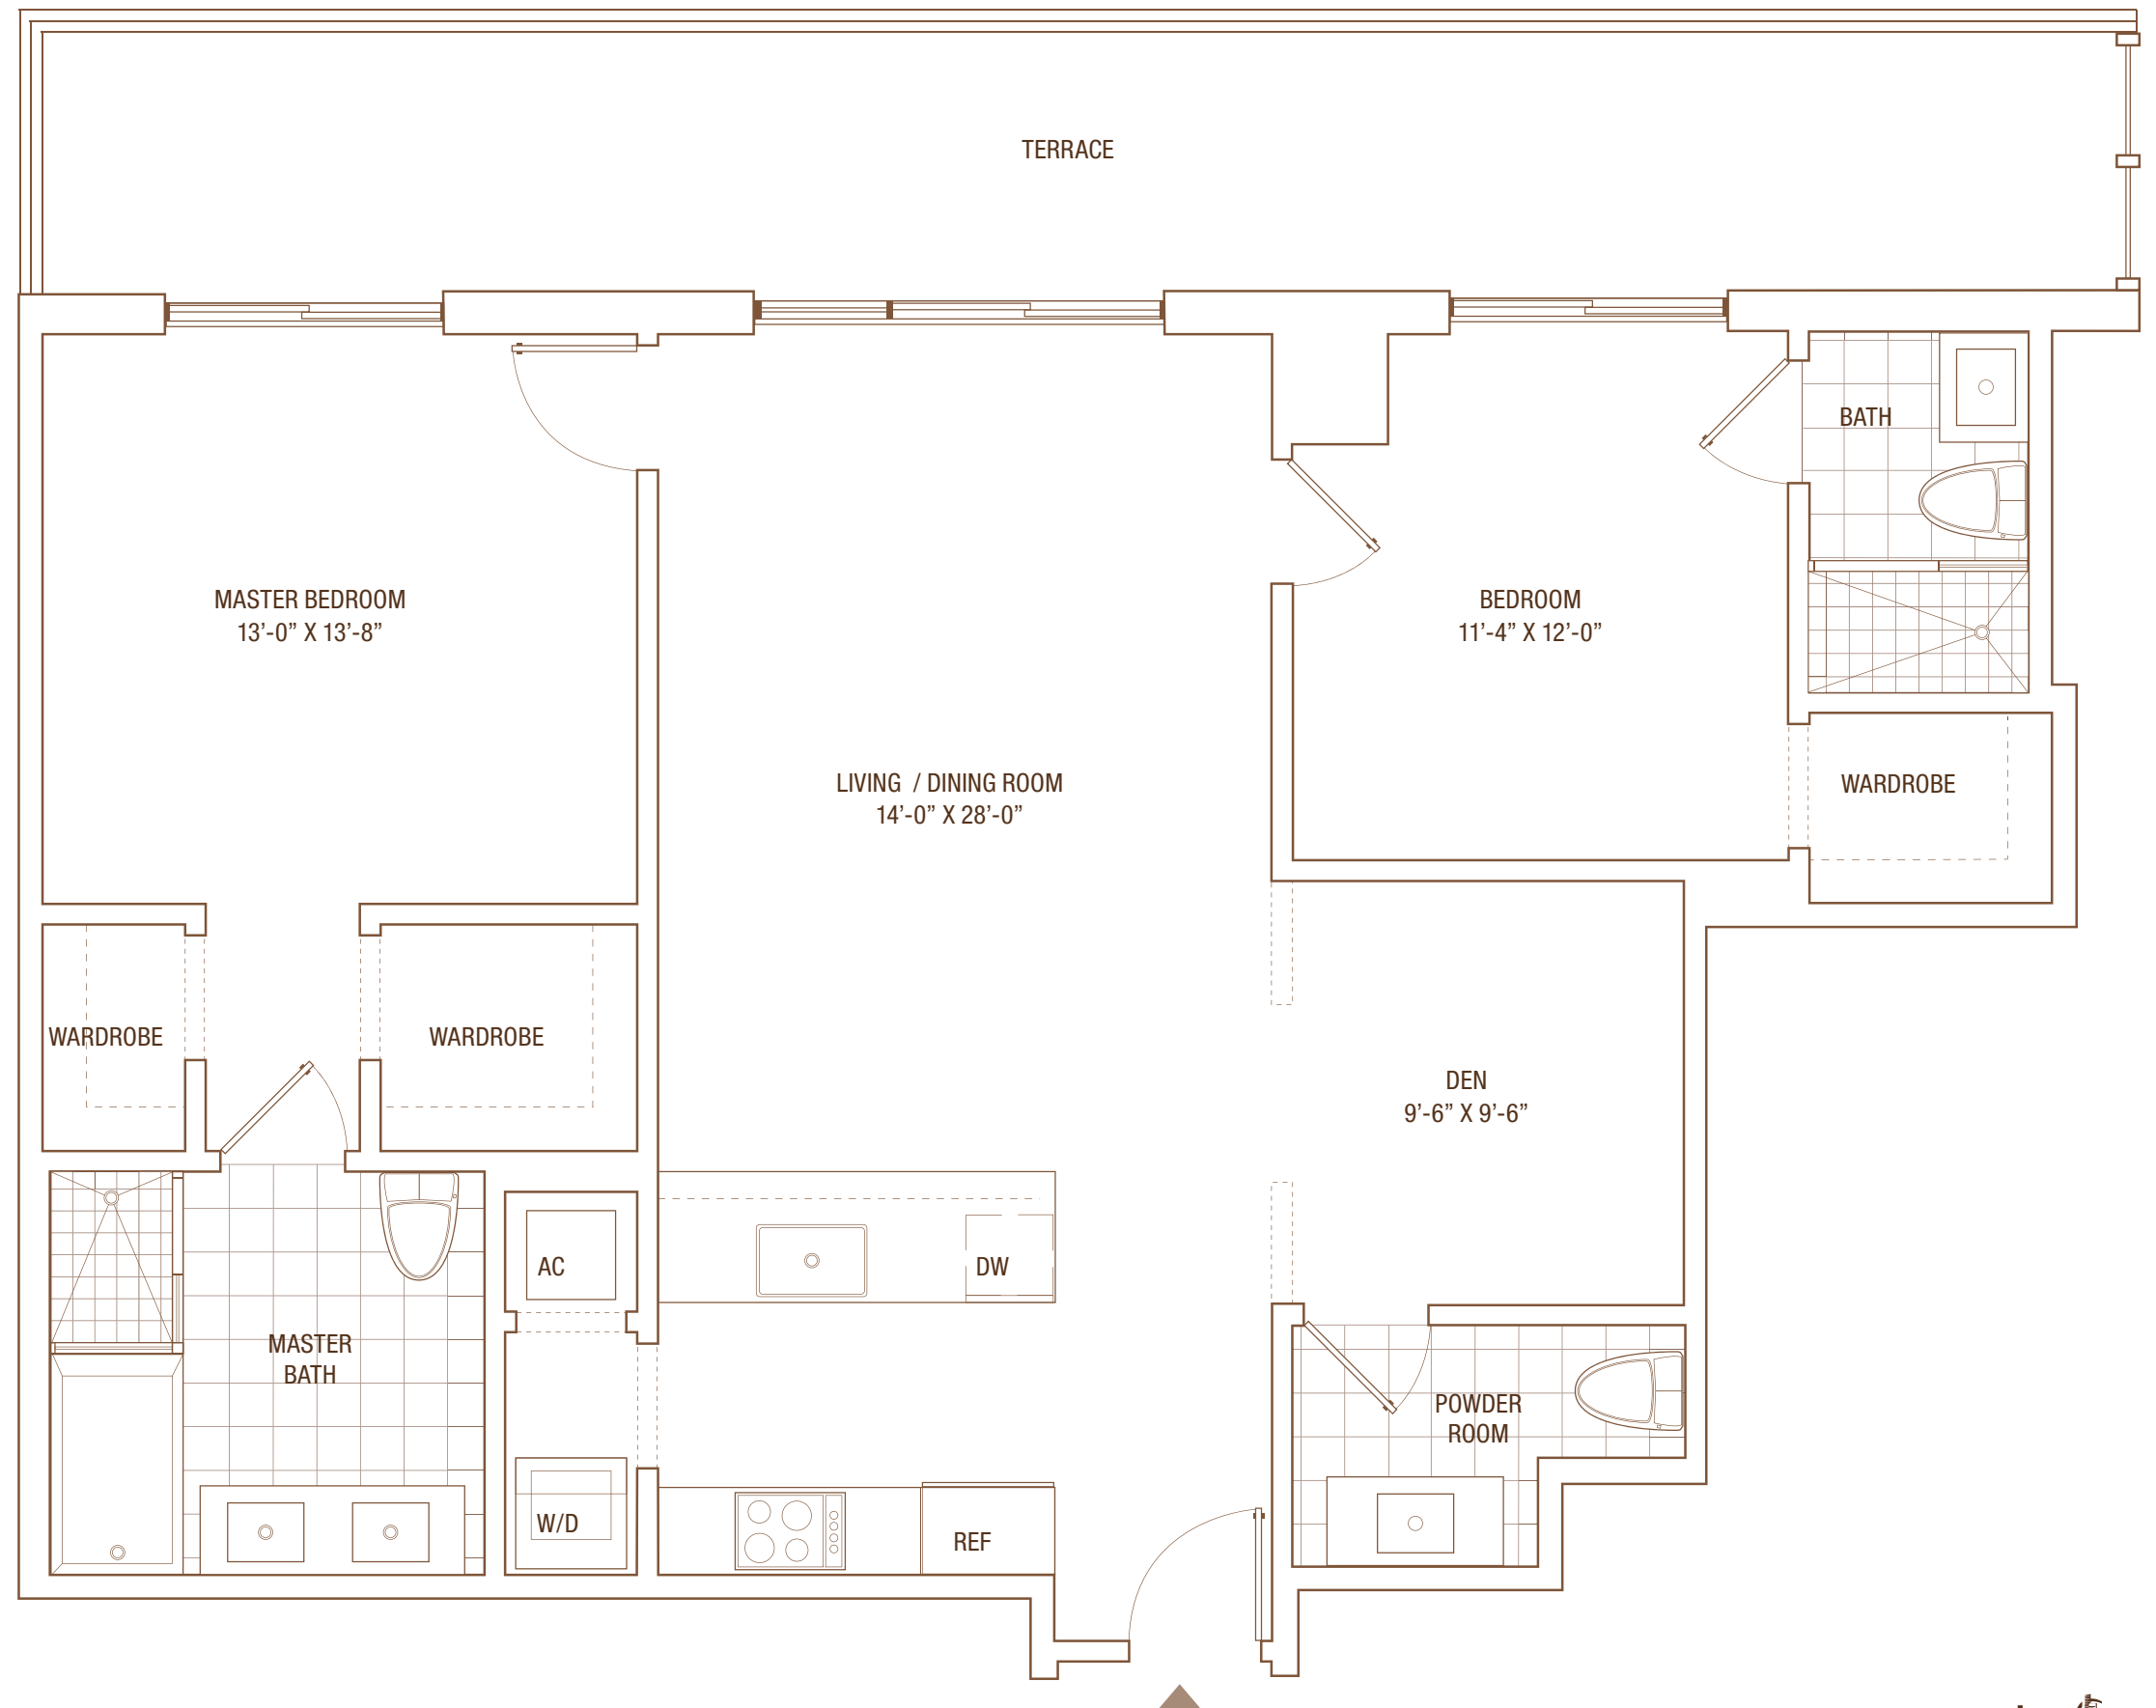 TERRACE
BATH
MASTER BEDROOM
13’-0” X 13’-8”
BEDROOM
11’-4” X 12’-0”
LIVING / DINING ROOM
14’-0” X 28’-0”
WARDROBE
WARDROBE
WARDROBE
DEN
9’-6” X 9’-6”
AC
DW
MASTER
BATH
POWDER
ROOM
W/D
REF